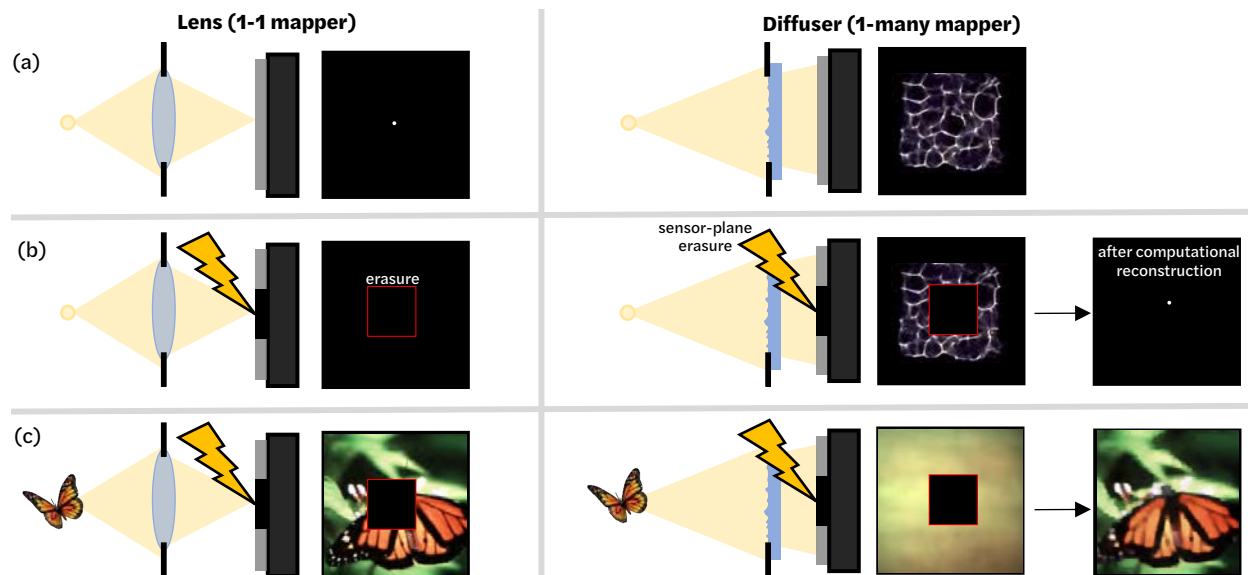 Lens (1-1 mapper)
Diffuser (1-many mapper)
(a)
(b)
erasure
sensor-plane
erasure
after computational
reconstruction
(c)